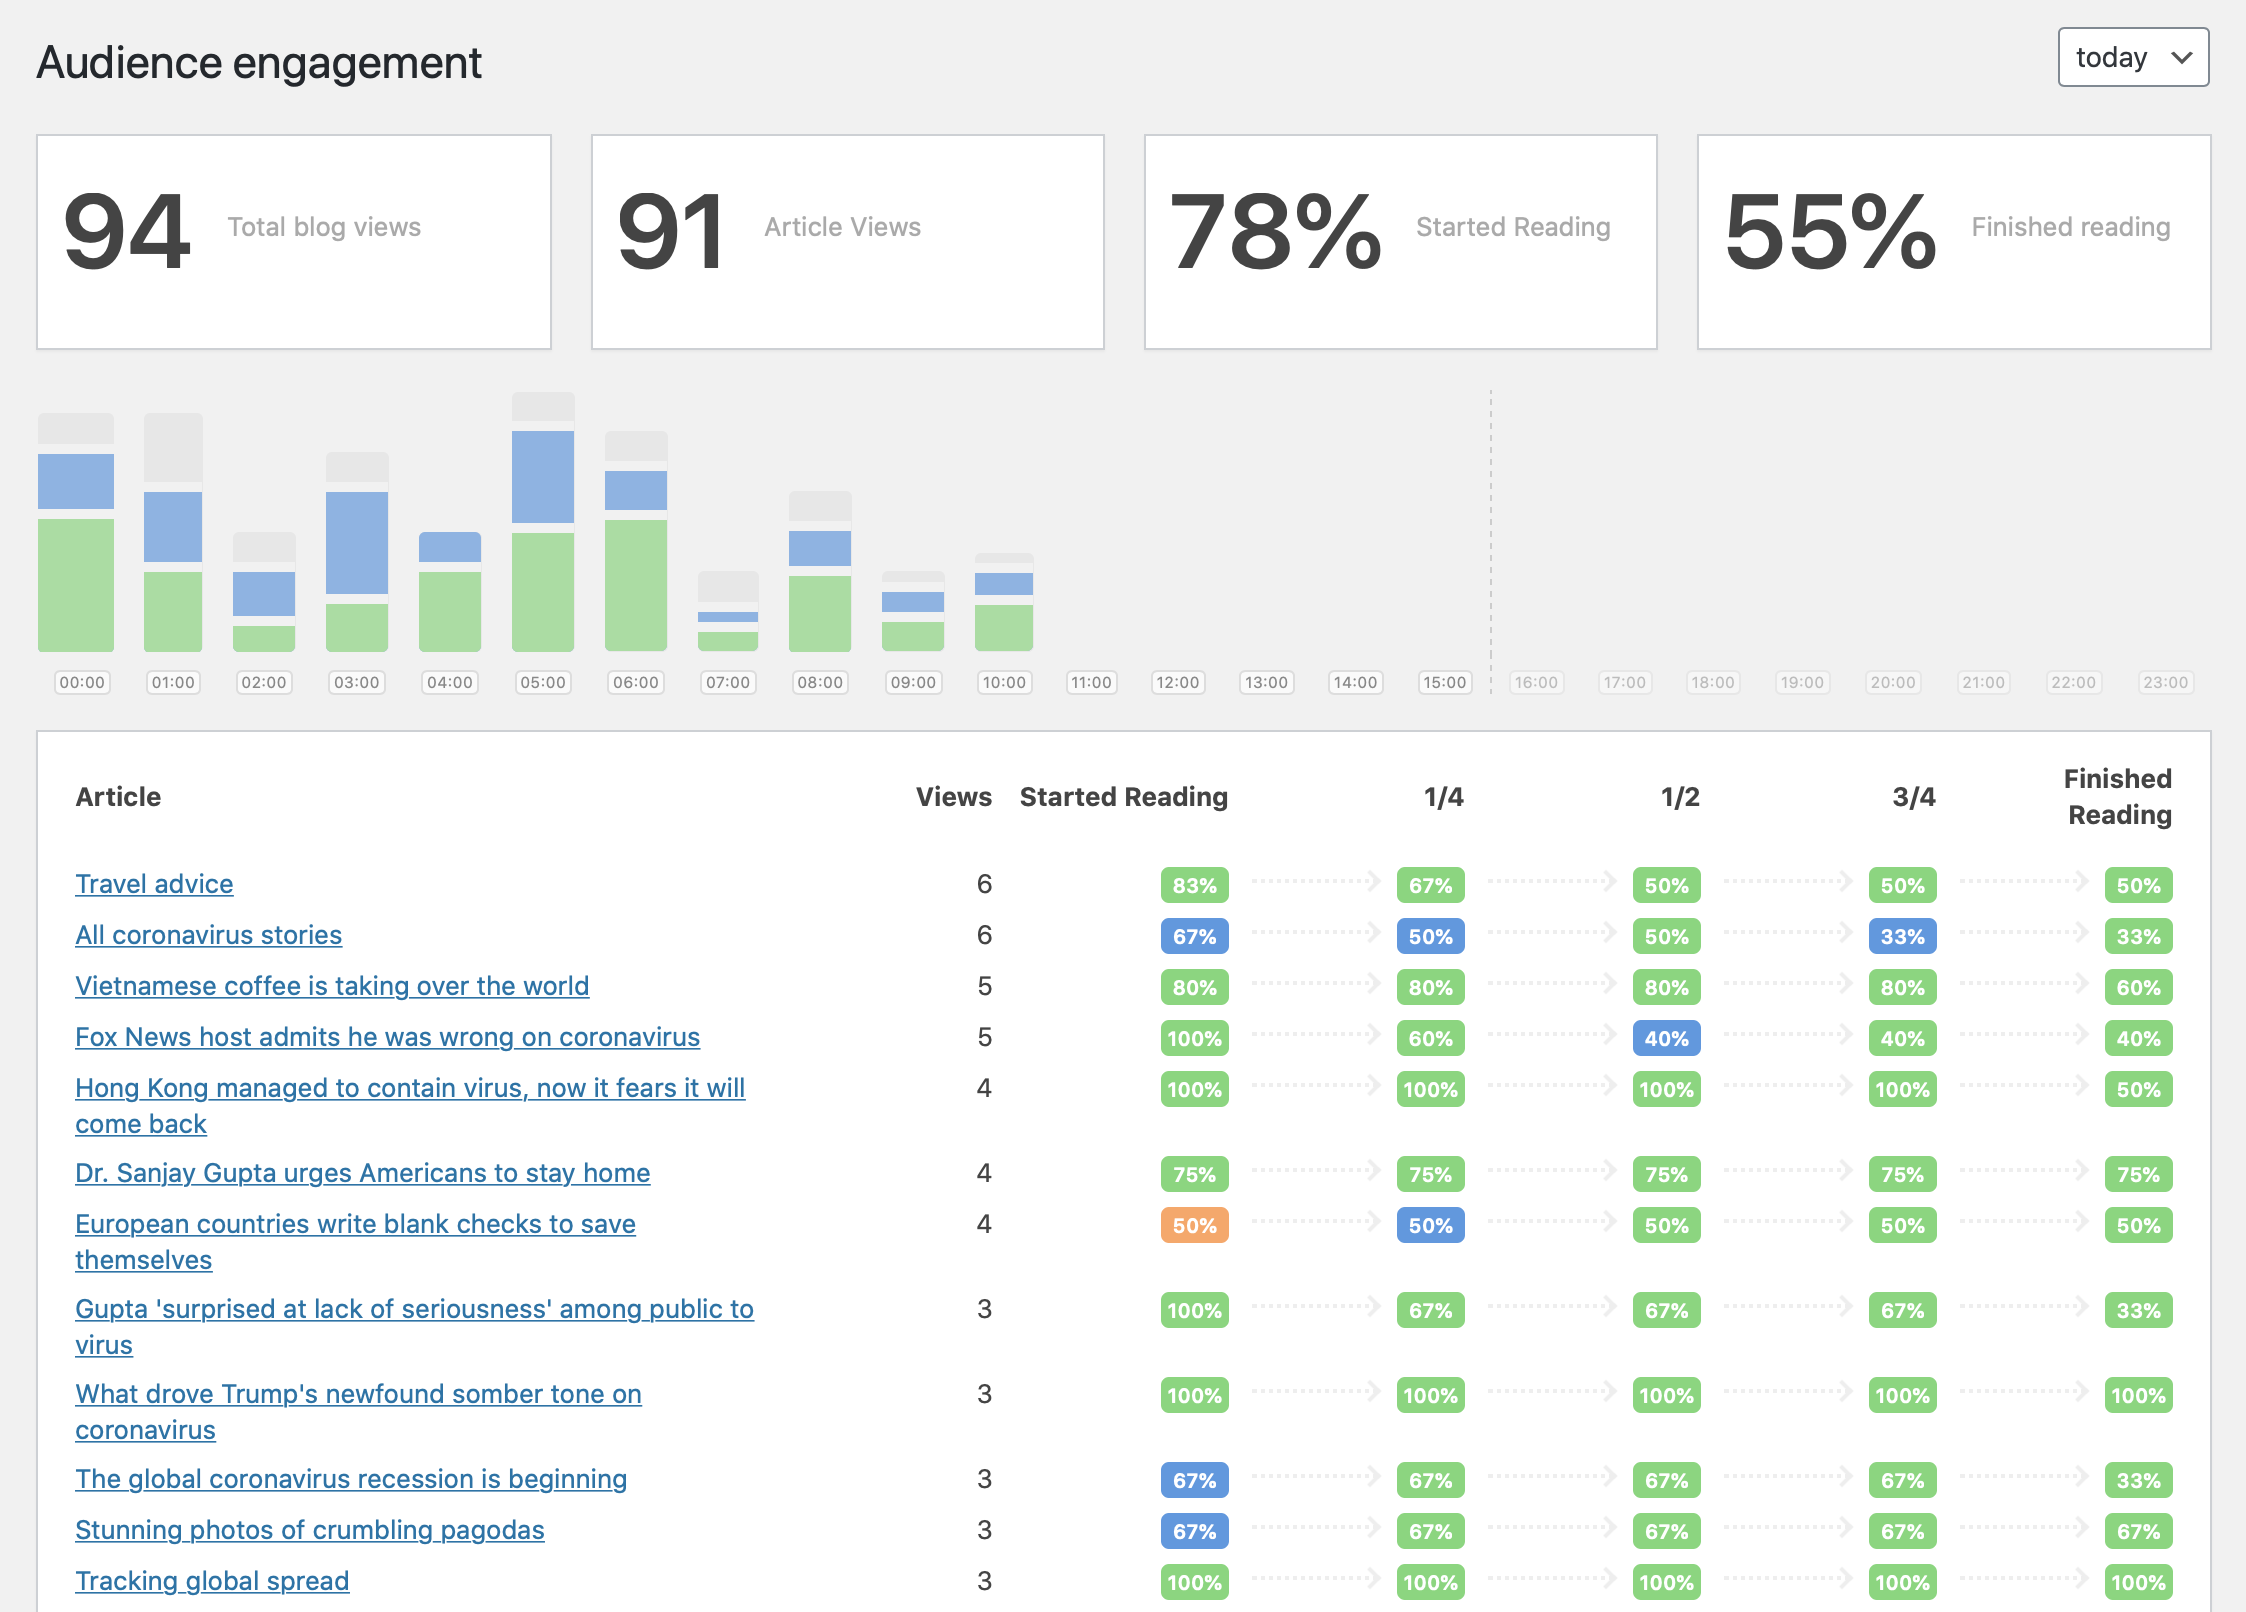 Audience engagement
today
94 Total blog views
91 Article Views
78% Started Reading
55% Finished reading
00:00 01:00 02:00 03:00 04:00 05:00 06:00 07:00 08:00 09:00 10:00 11:00 12:00 13:00 14:00 15:00 16:00 17:00 18:00 19:00 20:00 21:00 22:00 23:00
Article Views Started Reading 1/4 1/2 3/4 Finished
Reading
Travel advice 6 83% 67% 50% 50% 50%
All coronavirus stories 6 67% 50% 50% 33% 33%
Vietnamese coffee is taking over the world 5 80% 80% 80% 80% 60%
Fox News host admits he was wrong on coronavirus 5 100% 60% 40% 40% 40%
Hong Kong managed to contain virus, now it fears it will 4 100% 100% 100% 100% 50%
come back
Dr. Sanjay Gupta urges Americans to stay home 4 75% 75% 75% 75% 75%
European countries write blank checks to save 4 50% 50% 50% 50% 50%
themselves
Gupta 'surprised at lack of seriousness' among public to 3 100% 67% 67% 67% 33%
virus
What drove Trump's newfound somber tone on 3 100% 100% 100% 100% 100%
coronavirus
The global coronavirus recession is beginning 3 67% 67% 67% 67% 33%
Stunning photos of crumbling pagodas 3 67% 67% 67% 67% 67%
Tracking global spread 3 100% 100% 100% 100% 100%